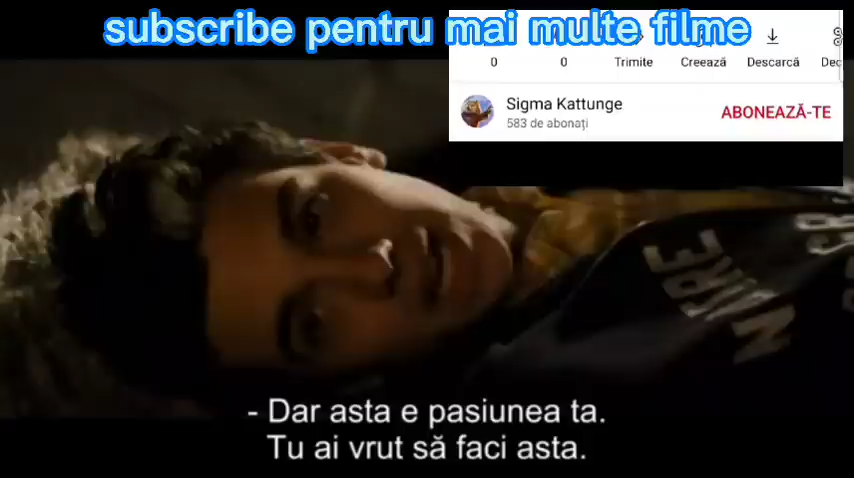 subscribe pentru mai multe filme
0
0
Trimite
Creează
Descarcă
Dec
Sigma Kattunge
583 de abonați
ABONEAZĂ-TE
- Dar asta e pasiunea ta.
Tu ai vrut să faci asta.